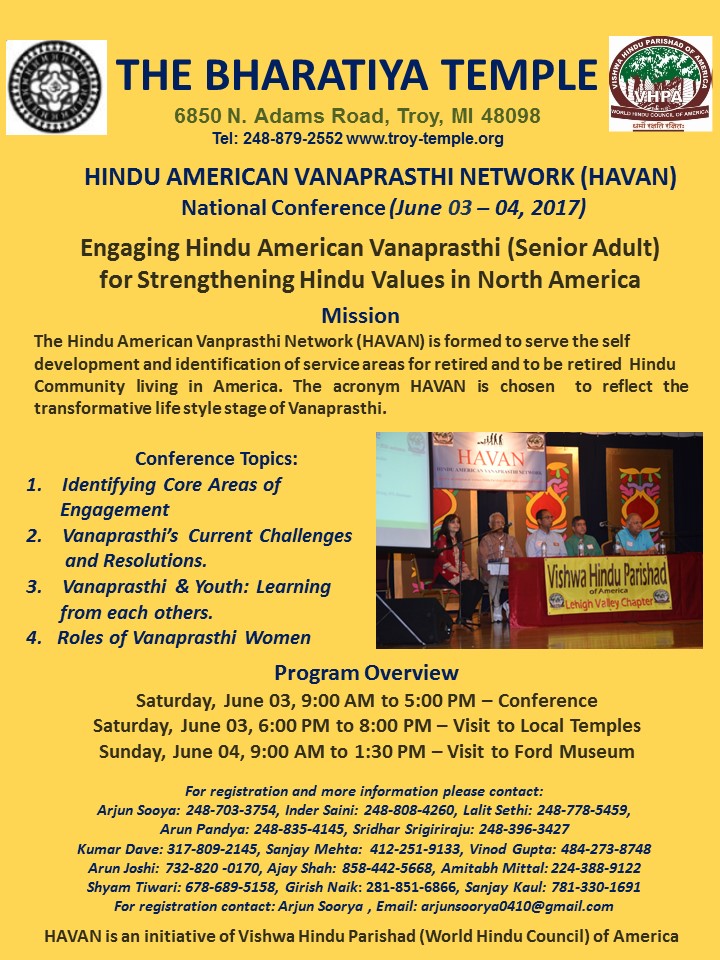 THE BHARATIYA TEMPLE
6850 N. Adams Road, Troy, MI 48098
Tel: 248-879-2552 www.troy-temple.org
VISHWA HINDU PARISHAD OF AMERICA
VHPA
WORLD HINDU COUNCIL OF AMERICA
धर्मो रक्षति रक्षितः
HINDU AMERICAN VANAPRASTHI NETWORK (HAVAN)
National Conference (June 03 – 04, 2017)
Engaging Hindu American Vanaprasthi (Senior Adult)
for Strengthening Hindu Values in North America
Mission
The Hindu American Vanprasthi Network (HAVAN) is formed to serve the self
development and identification of service areas for retired and to be retired Hindu
Community living in America. The acronym HAVAN is chosen to reflect the
transformative life style stage of Vanaprasthi.
Conference Topics:
1. Identifying Core Areas of
Engagement
2. Vanaprasthi's Current Challenges
and Resolutions.
3. Vanaprasthi & Youth: Learning
from each others.
4. Roles of Vanaprasthi Women
HAVAN
HINDU AMERICAN VANAPRASTHI NETWORK
Vishwa Hindu Parishad
of America
Lehigh Valley Chapter
Program Overview
Saturday, June 03, 9:00 AM to 5:00 PM – Conference
Saturday, June 03, 6:00 PM to 8:00 PM – Visit to Local Temples
Sunday, June 04, 9:00 AM to 1:30 PM – Visit to Ford Museum
For registration and more information please contact:
Arjun Sooya: 248-703-3754, Inder Saini: 248-808-4260, Lalit Sethi: 248-778-5459,
Arun Pandya: 248-835-4145, Sridhar Srigiriraju: 248-396-3427
Kumar Dave: 317-809-2145, Sanjay Mehta: 412-251-9133, Vinod Gupta: 484-273-8748
Arun Joshi: 732-820 -0170, Ajay Shah: 858-442-5668, Amitabh Mittal: 224-388-9122
Shyam Tiwari: 678-689-5158, Girish Naik: 281-851-6866, Sanjay Kaul: 781-330-1691
For registration contact: Arjun Soorya , Email: arjunsoorya0410@gmail.com
HAVAN is an initiative of Vishwa Hindu Parishad (World Hindu Council) of America